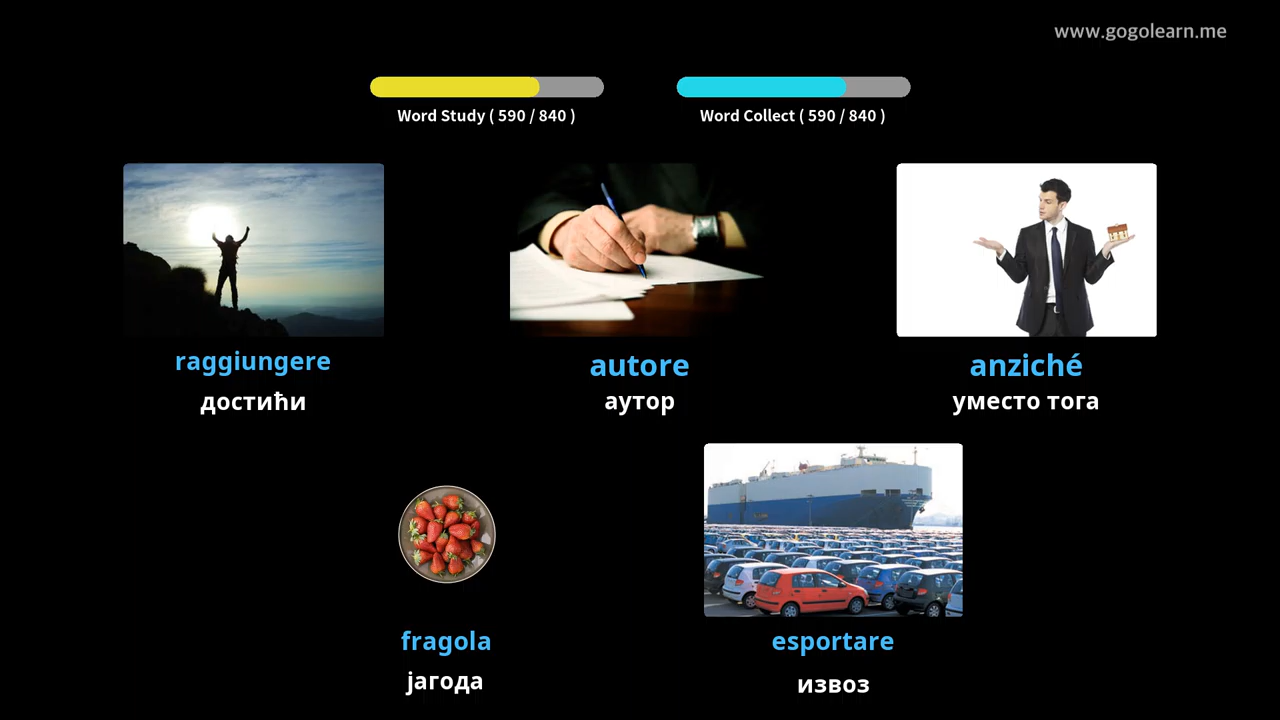 www.gogolearn.me
Word Study ( 590 / 840 )
Word Collect ( 590 / 840 )
raggiungere
достићи
autore
аутор
anziché
уместо тога
fragola
јагода
esportare
извоз